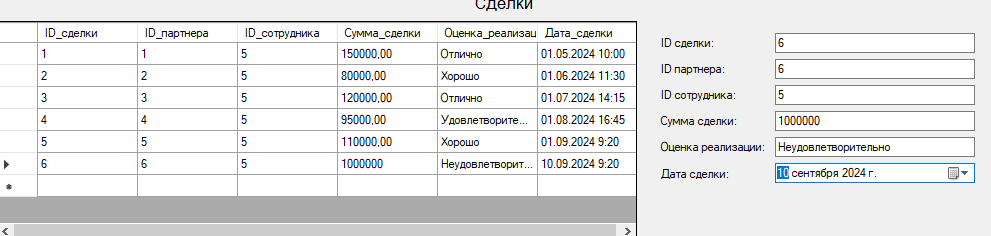 Сделки
ID_сделки ID_партнера ID_сотрудника Сумма_сделки Оценка_реализац Дата_сделки
1 1 5 150000,00 Отлично 01.05.2024 10:00
2 2 5 80000,00 Хорошо 01.06.2024 11:30
3 3 5 120000,00 Отлично 01.07.2024 14:15
4 4 5 95000,00 Удовлетворите... 01.08.2024 16:45
5 5 5 110000,00 Хорошо 01.09.2024 9:20
6 6 5 1000000 Неудовлетворит... 10.09.2024 9:20
ID сделки: 6
ID партнера: 6
ID сотрудника: 5
Сумма сделки: 1000000
Оценка реализации: Неудовлетворительно
Дата сделки: 10 сентября 2024 г.